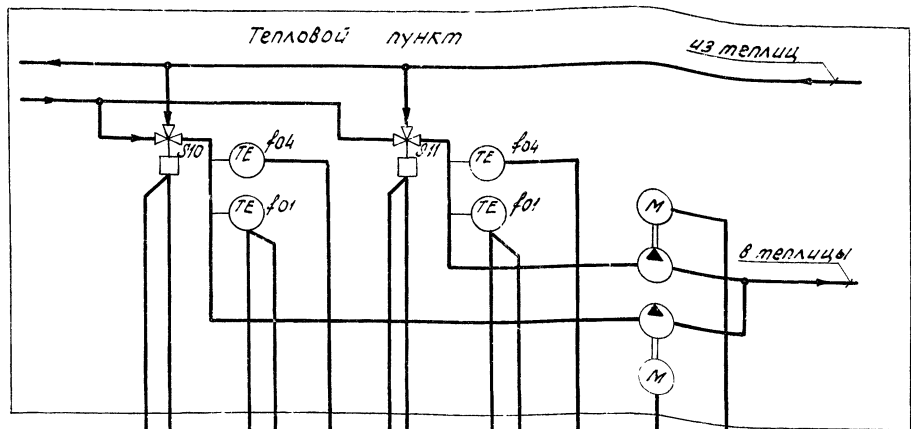 Тепловой пункт
из теплиц
S10
TE
f04
S11
TE
f04
TE
f01
TE
f01
M
в теплицы
M